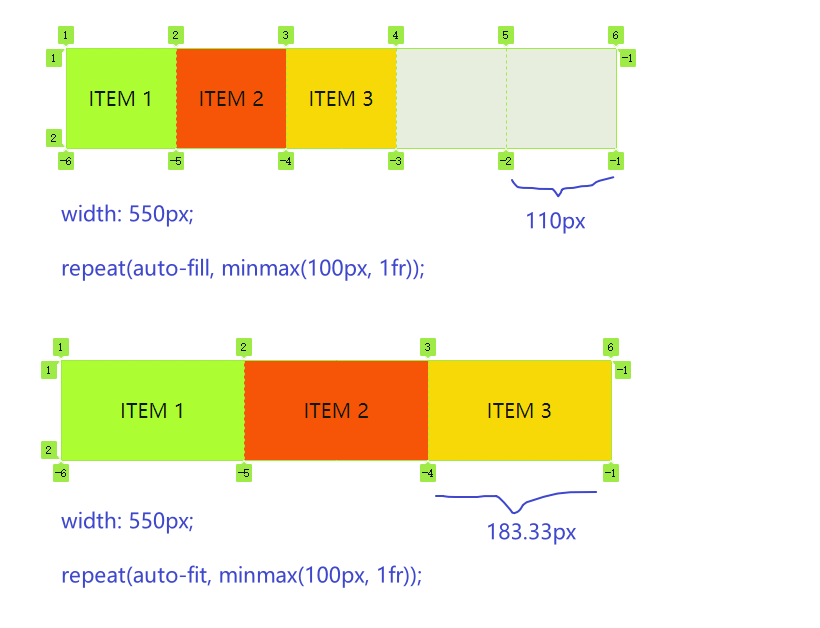 1 2 3 4 5 6
1 -1
ITEM 1 ITEM 2 ITEM 3
2
-6 -5 -4 -3 -2 -1
width: 550px;
110px
repeat(auto-fill, minmax(100px, 1fr));
1 2 3 6
1 -1
ITEM 1 ITEM 2 ITEM 3
2
-6 -5 -4 -1
width: 550px;
183.33px
repeat(auto-fit, minmax(100px, 1fr));